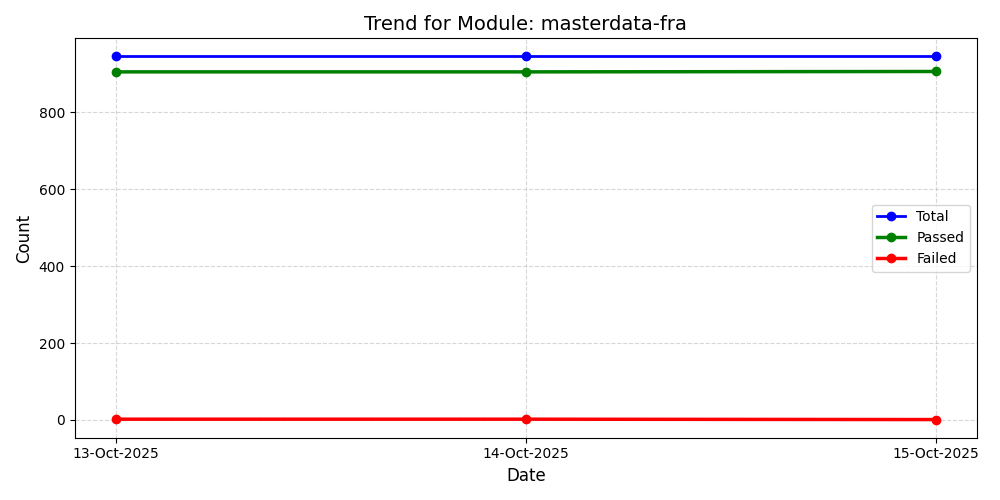 Trend for Module: masterdata-fra
Count
800
600
400
200
0
Total
Passed
Failed
13-Oct-2025
14-Oct-2025
15-Oct-2025
Date